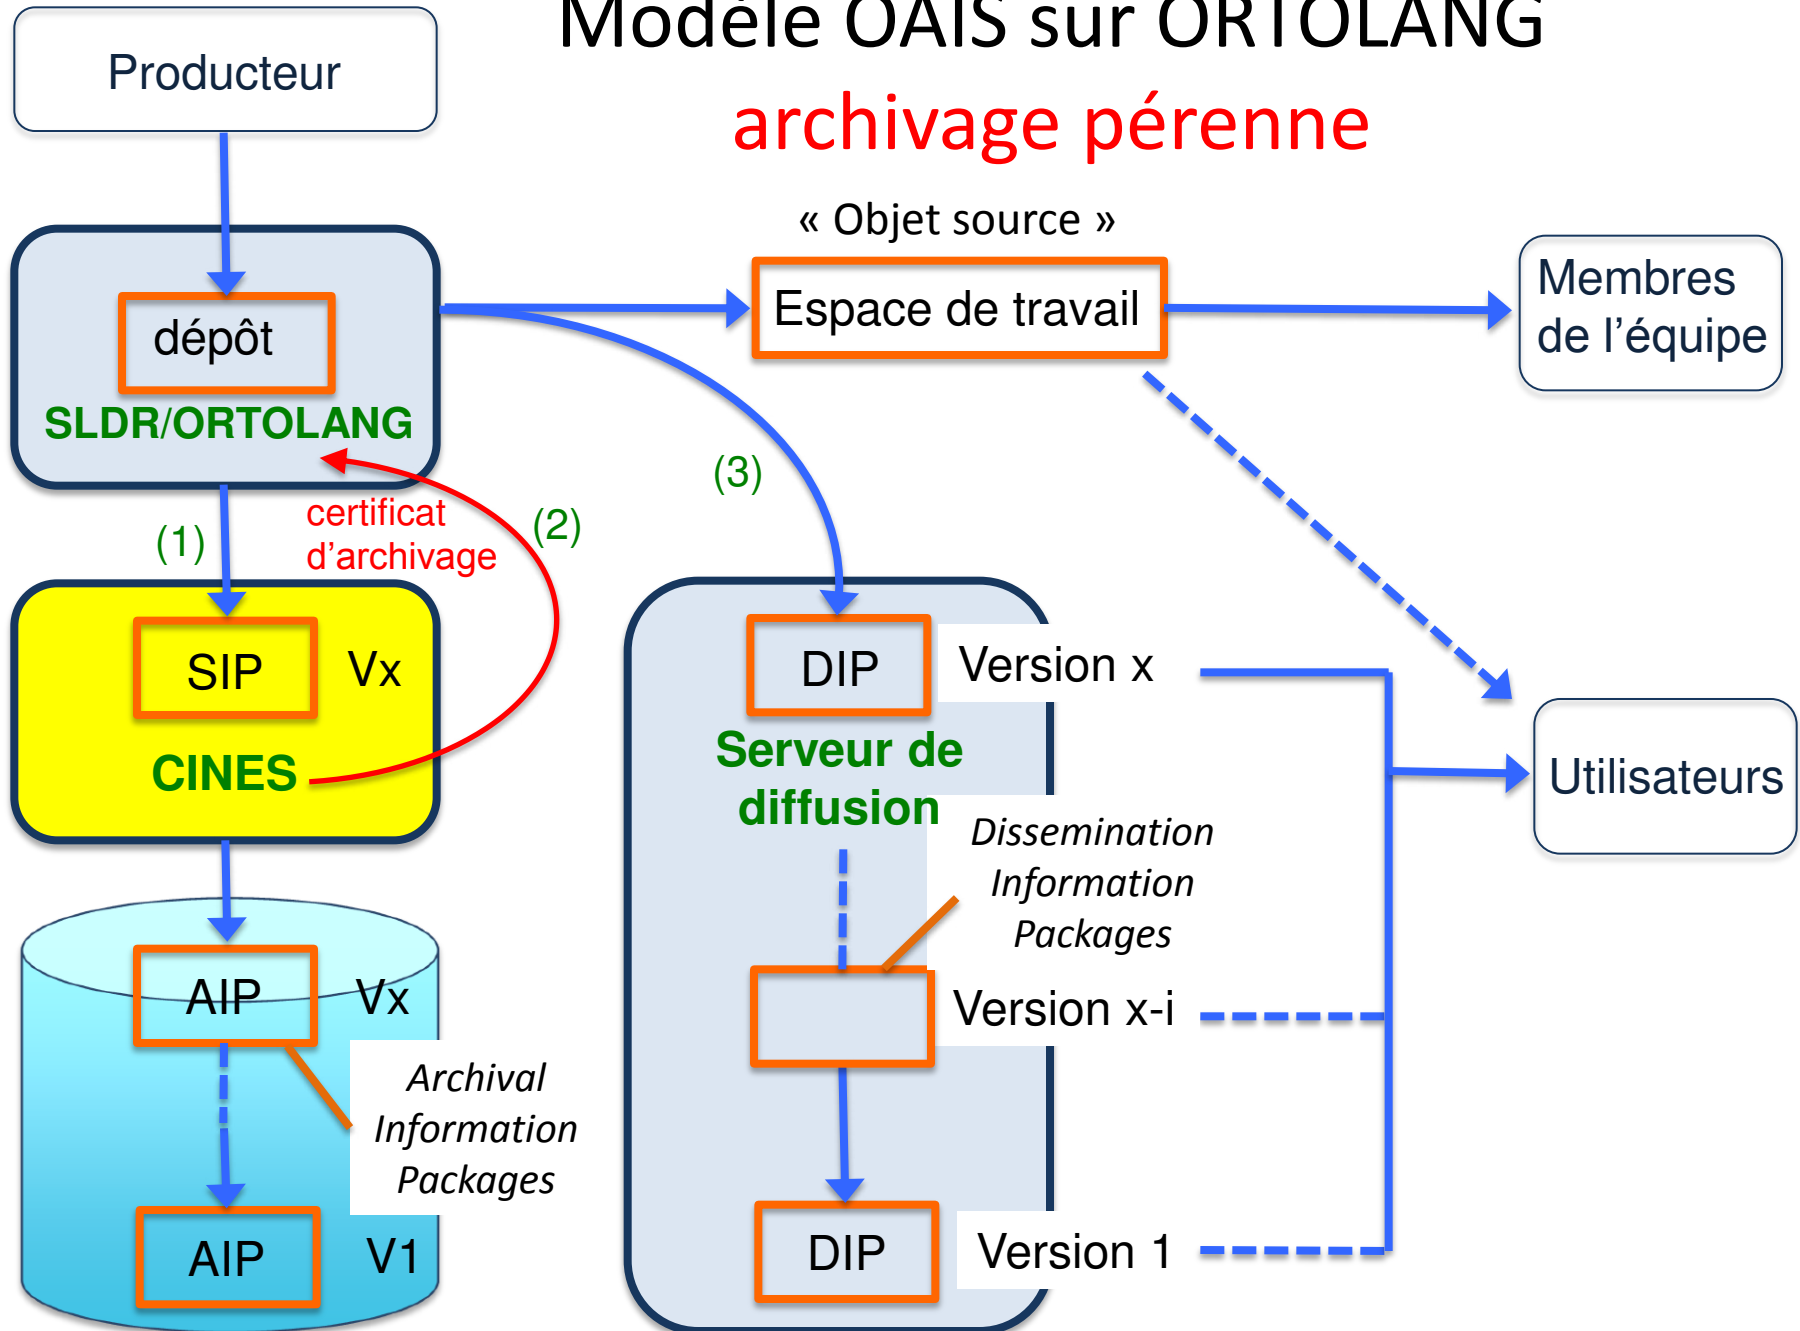 Modèle OAIS sur ORTOLANG
archivage pérenne
Producteur
« Objet source »
dépôt
SLDR/ORTOLANG
Espace de travail
Membres
de l’équipe
(1)
certificat
d’archivage
(2)
(3)
SIP
Vx
CINES
DIP
Version x
Serveur de
diffusion
Utilisateurs
Dissemination
Information
Packages
AIP
Vx
Version x-i
Archival
Information
Packages
AIP
V1
DIP
Version 1